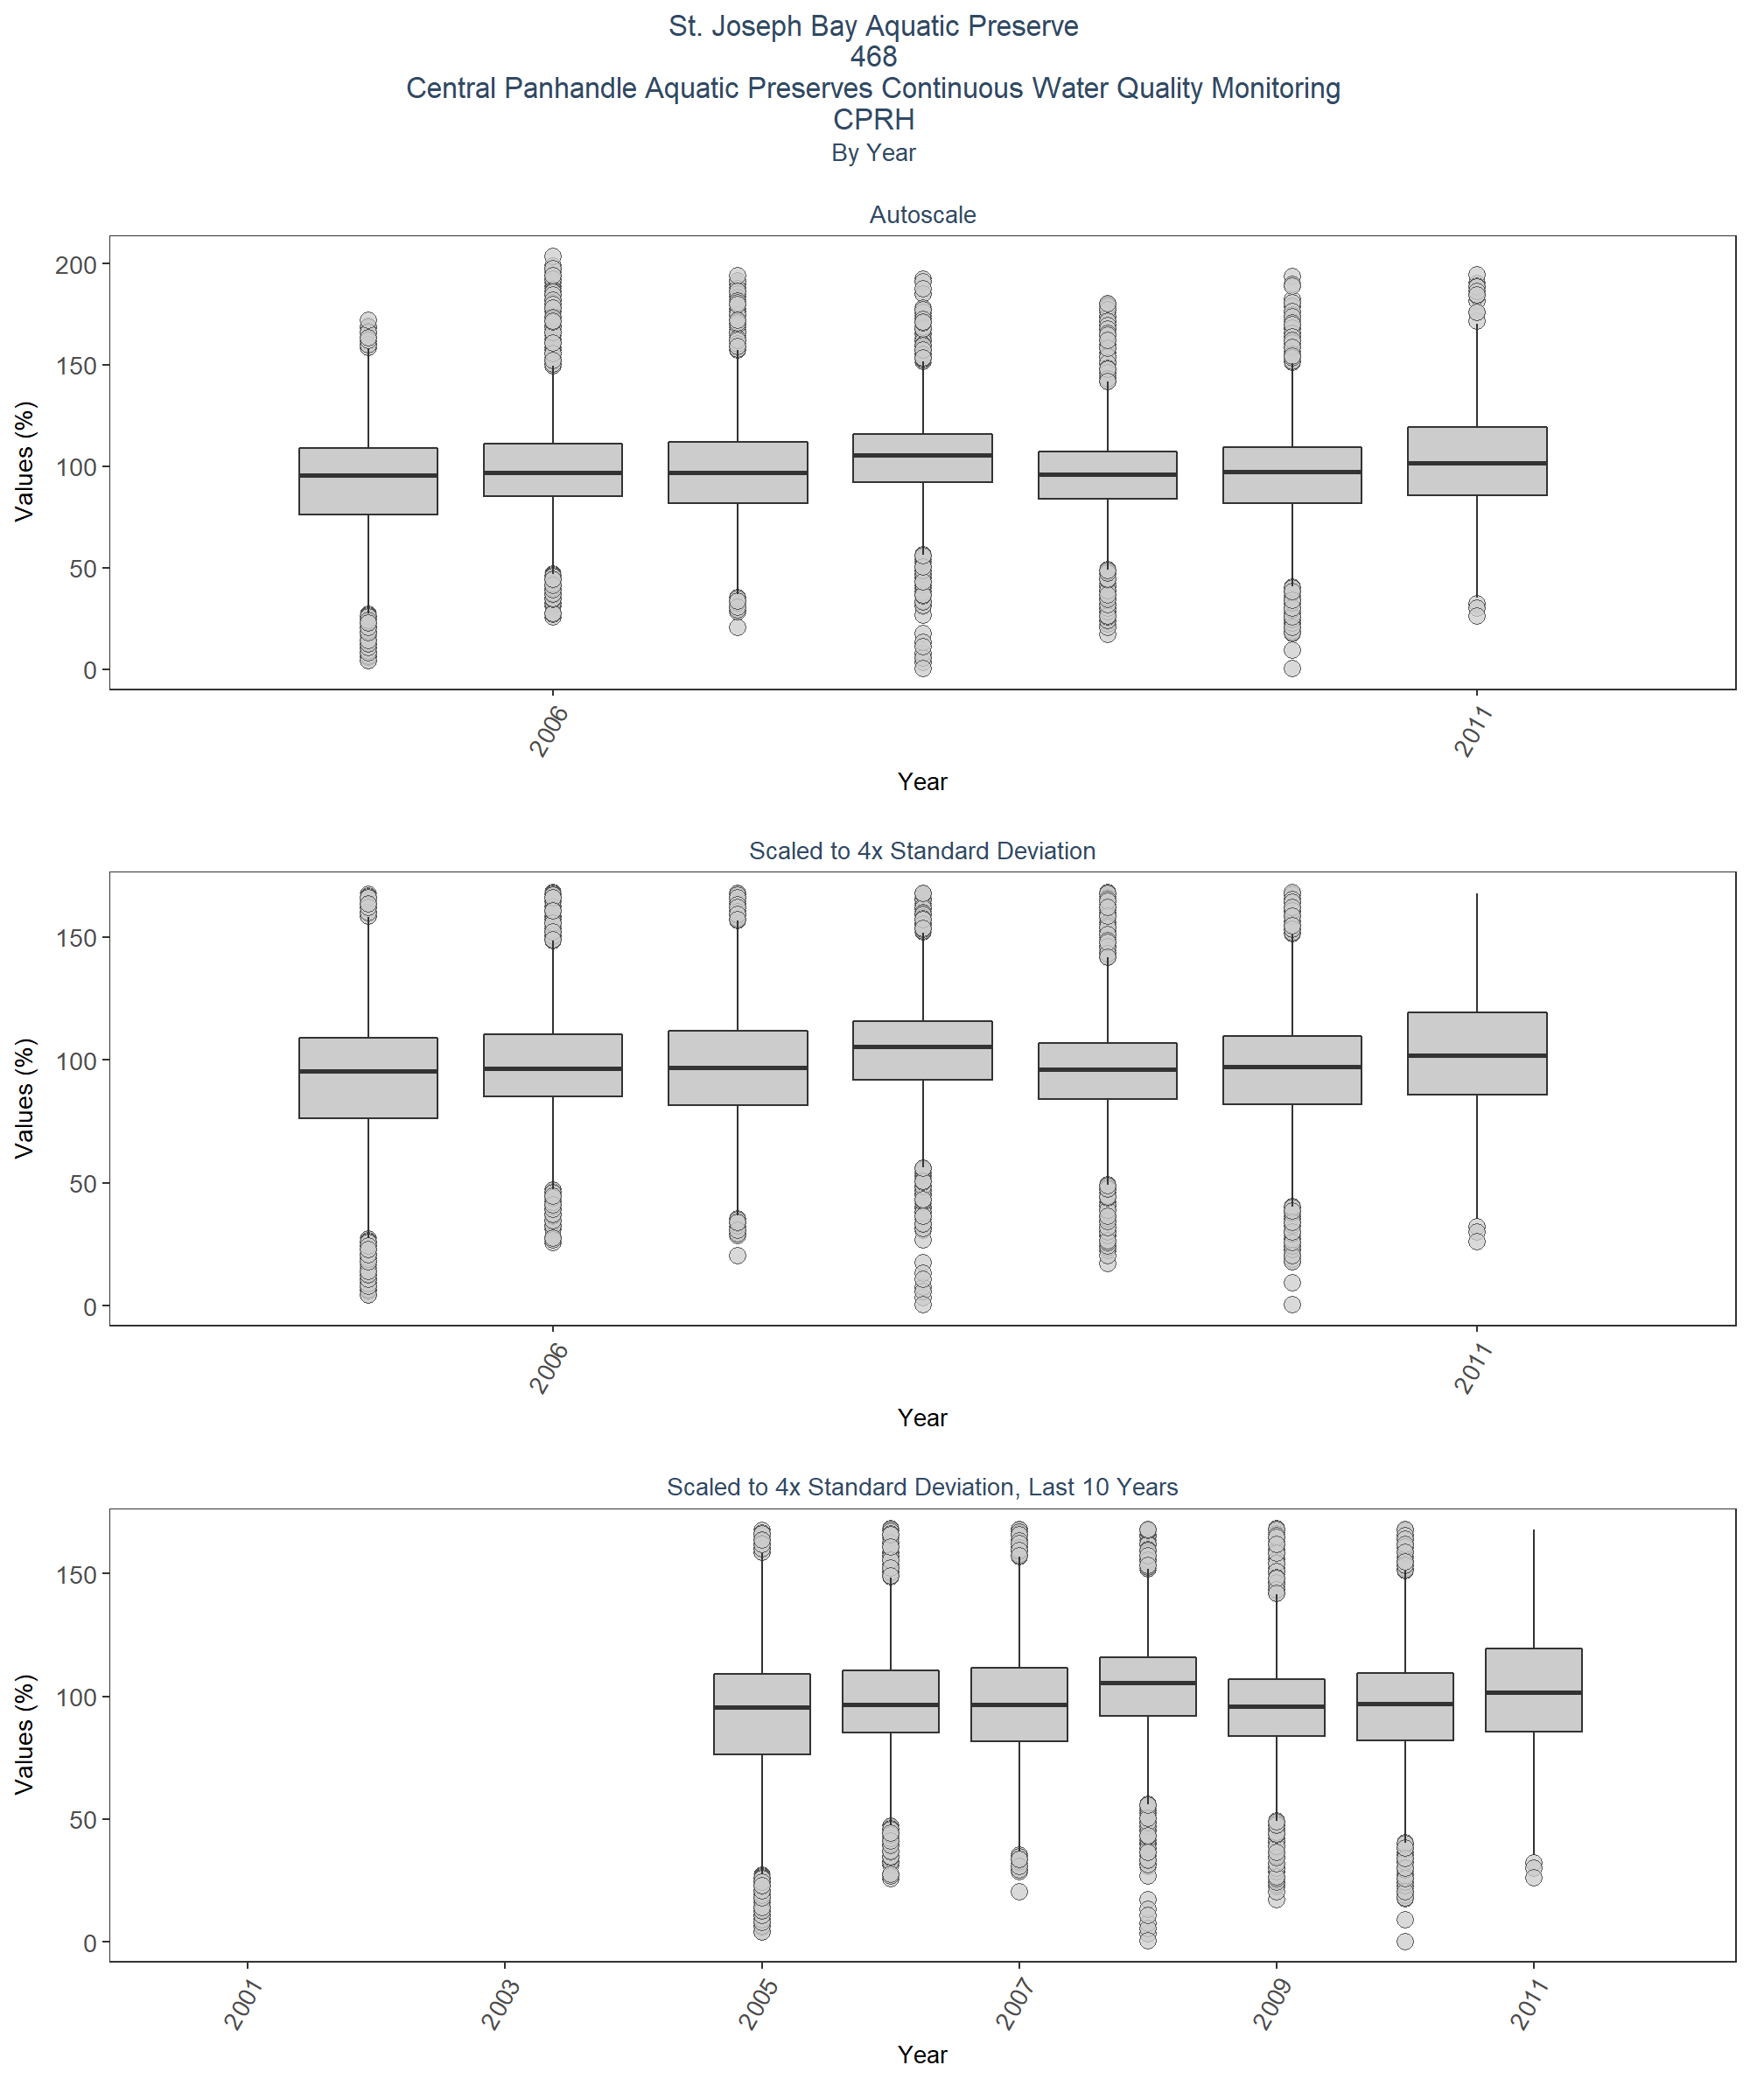 St. Joseph Bay Aquatic Preserve
468
Central Panhandle Aquatic Preserves Continuous Water Quality Monitoring
CPRH
By Year
Autoscale
200
150
100
50
0
Values (%)
2006
2011
Year
Scaled to 4x Standard Deviation
150
100
50
0
Values (%)
2006
2011
Year
Scaled to 4x Standard Deviation, Last 10 Years
150
100
50
0
Values (%)
2001
2003
2005
2007
2009
2011
Year